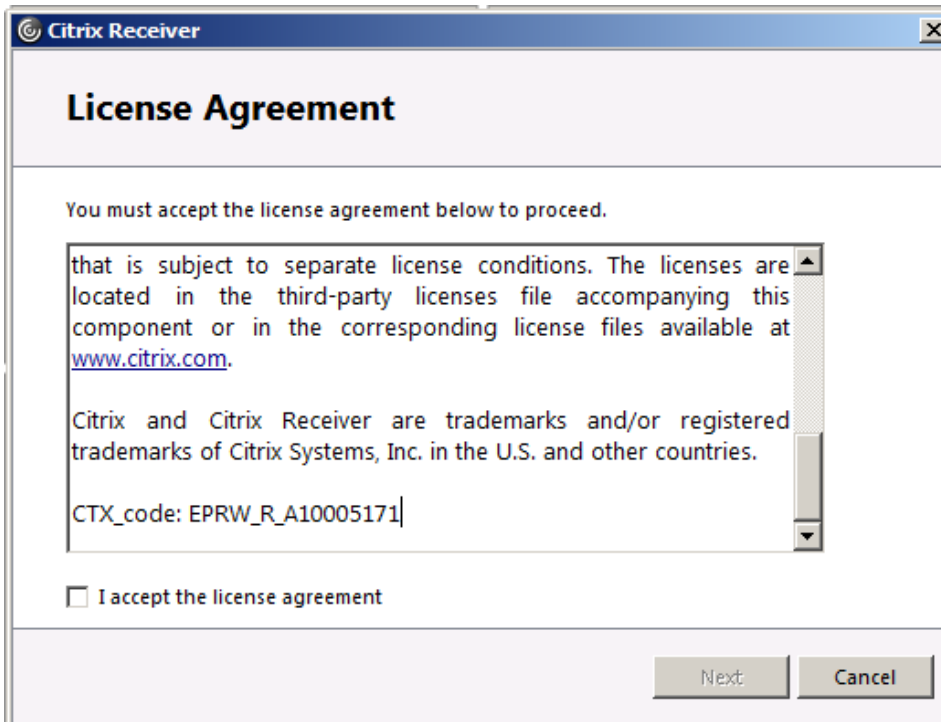 Citrix Receiver
License Agreement
You must accept the license agreement below to proceed.
that is subject to separate license conditions. The licenses are
located in the third-party licenses file accompanying this
component or in the corresponding license files available at
www.citrix.com.
Citrix and Citrix Receiver are trademarks and/or registered
trademarks of Citrix Systems, Inc. in the U.S. and other countries.
CTX_code: EPRW_R_A10005171
I accept the license agreement
Next Cancel